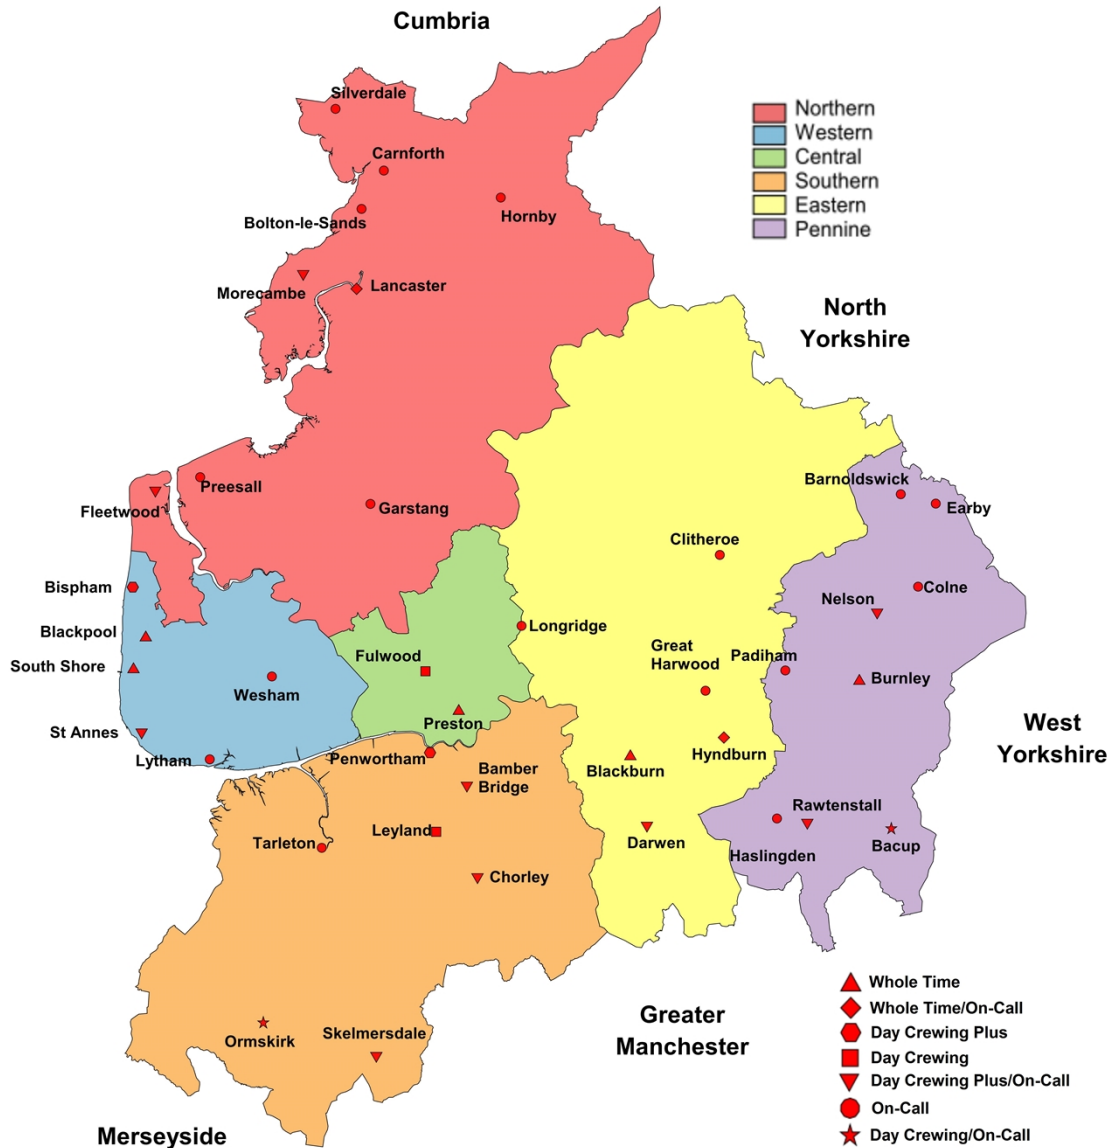 Cumbria
Silverdale
Carnforth
Bolton-le-Sands
Hornby
Morecambe
Lancaster
Northern
Western
Central
Southern
Eastern
Pennine
North
Yorkshire
Preesall
Fleetwood
Garstang
Barnoldswick
Earby
Clitheroe
Bispham
Colne
Nelson
Blackpool
Longridge
South Shore
Fulwood
Great
Harwood
Padiham
Wesham
Burnley
Preston
St Annes
West
Yorkshire
Lytham
Penwortham
Hyndburn
Bamber
Bridge
Blackburn
Leyland
Rawtenstall
Tarleton
Darwen
Haslingden
Bacup
Chorley
Greater
Manchester
Ormskirk
Skelmersdale
Merseyside
Whole Time
Whole Time/On-Call
Day Crewing Plus
Day Crewing
Day Crewing Plus/On-Call
On-Call
Day Crewing/On-Call